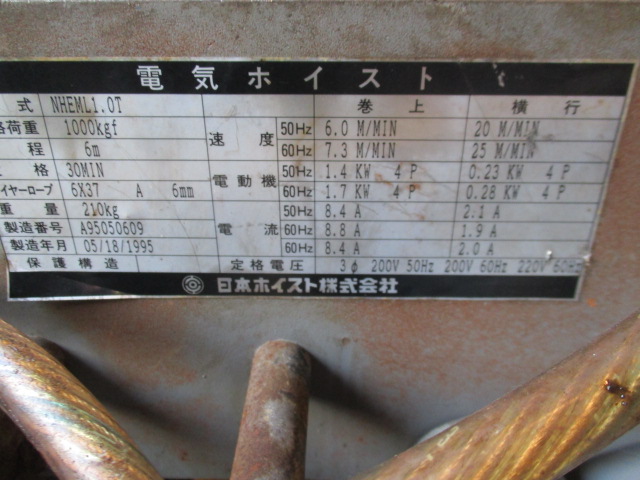 電気ホイスト
式 NHEML1.0T 巻上 横行
格荷重 1000kgf 速度 50Hz 6.0 M/MIN 20 M/MIN
程 6m 60Hz 7.3 M/MIN 25 M/MIN
格 30MIN 電動機 50Hz 1.4 KW 4 P 0.23 KW 4 P
イヤーロープ 6X37 A 6mm 60Hz 1.7 KW 4 P 0.28 KW 4 P
重量 210kg 電流 50Hz 8.4 A 2.1 A
製造番号 A95050609 60Hz 8.8 A 1.9 A
製造年月 05/18/1995 60Hz 8.4 A 2.0 A
保護構造 定格電圧 3φ 200V 50Hz 200V 60Hz 220V 60Hz
日本ホイスト株式会社